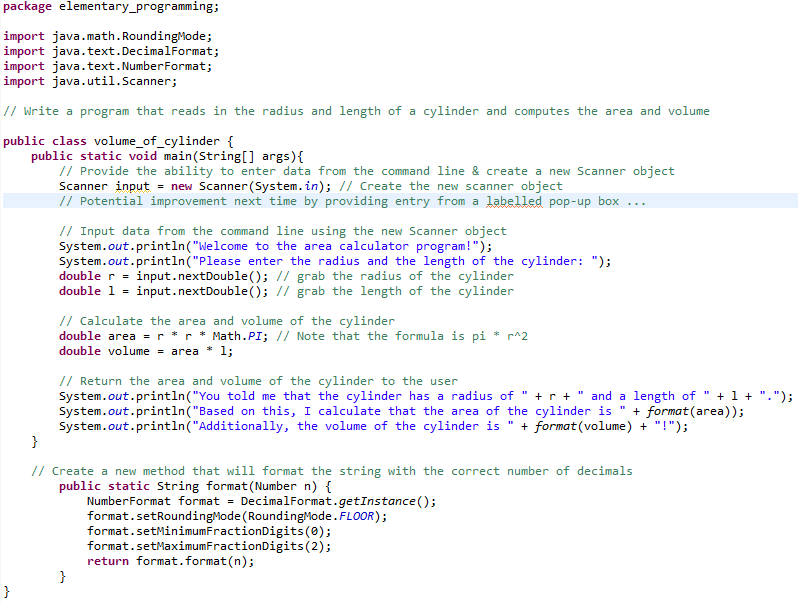 package elementary_programming;

import java.math.RoundingMode;
import java.text.DecimalFormat;
import java.text.NumberFormat;
import java.util.Scanner;

// Write a program that reads in the radius and length of a cylinder and computes the area and volume

public class volume_of_cylinder {
    public static void main(String[] args){
        // Provide the ability to enter data from the command line & create a new Scanner object
        Scanner input = new Scanner(System.in); // Create the new scanner object
        // Potential improvement next time by providing entry from a labelled pop-up box ...

        // Input data from the command line using the new Scanner object
        System.out.println("Welcome to the area calculator program!");
        System.out.println("Please enter the radius and the length of the cylinder: ");
        double r = input.nextDouble(); // grab the radius of the cylinder
        double l = input.nextDouble(); // grab the length of the cylinder

        // Calculate the area and volume of the cylinder
        double area = r * r * Math.PI; // Note that the formula is pi * r^2
        double volume = area * l;

        // Return the area and volume of the cylinder to the user
        System.out.println("You told me that the cylinder has a radius of " + r + " and a length of " + l + ".");
        System.out.println("Based on this, I calculate that the area of the cylinder is " + format(area));
        System.out.println("Additionally, the volume of the cylinder is " + format(volume) + "!");
    }

    // Create a new method that will format the string with the correct number of decimals
        public static String format(Number n) {
            NumberFormat format = DecimalFormat.getInstance();
            format.setRoundingMode(RoundingMode.FLOOR);
            format.setMinimumFractionDigits(0);
            format.setMaximumFractionDigits(2);
            return format.format(n);
        }
}